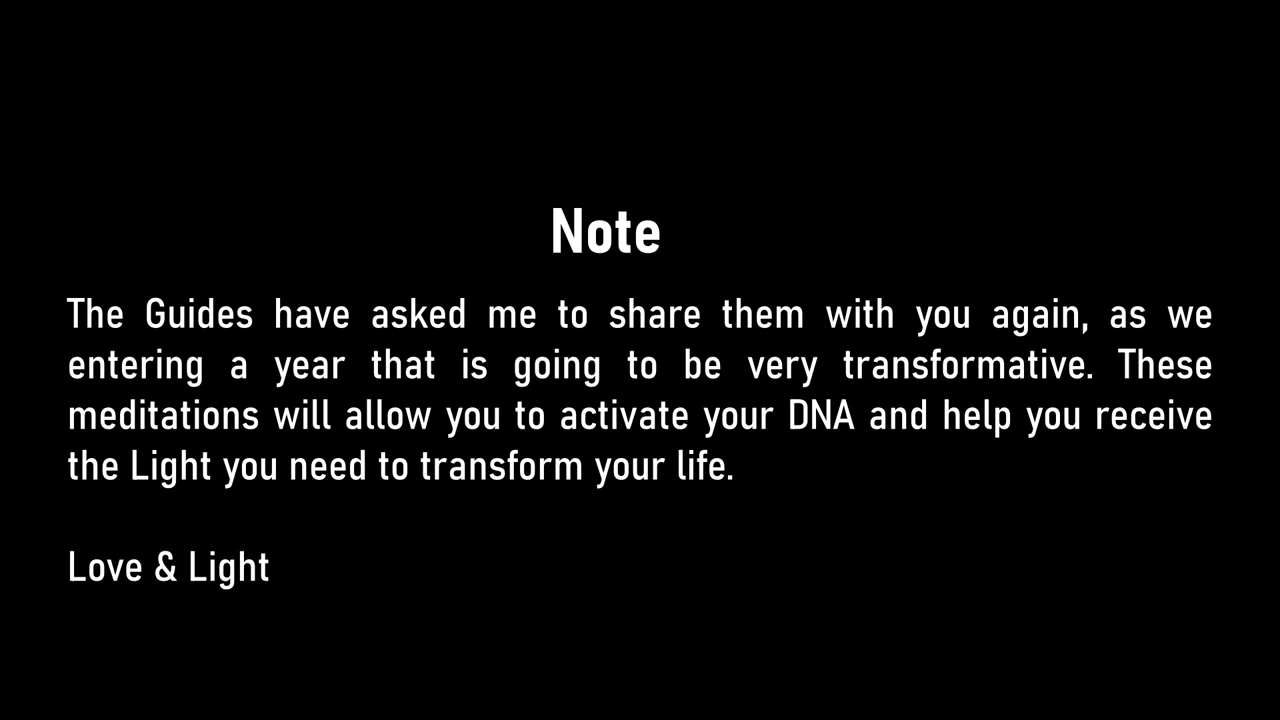 Note
The Guides have asked me to share them with you again, as we
entering a year that is going to be very transformative. These
meditations will allow you to activate your DNA and help you receive
the Light you need to transform your life.
Love & Light